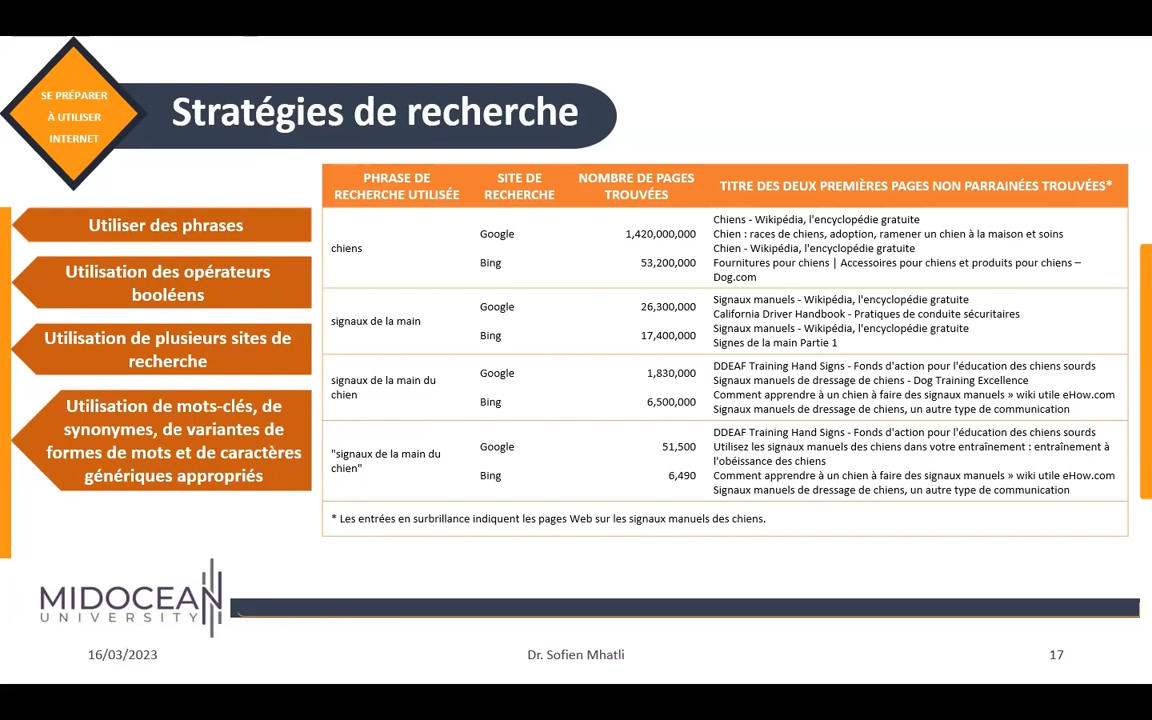 SE PRÉPARER
À UTILISER
INTERNET
Stratégies de recherche
Utiliser des phrases
Utilisation des opérateurs
booléens
Utilisation de plusieurs sites de
recherche
Utilisation de mots-clés, de
synonymes, de variantes de
formes de mots et de caractères
génériques appropriés
PHRASE DE
RECHERCHE UTILISÉE
SITE DE
RECHERCHE
NOMBRE DE PAGES
TROUVÉES
TITRE DES DEUX PREMIÈRES PAGES NON PARRAINÉES TROUVÉES*
chiens
Google
1,420,000,000
Chiens - Wikipédia, l'encyclopédie gratuite
Chien : races de chiens, adoption, ramener un chien à la maison et soins
Bing
53,200,000
Chien - Wikipédia, l'encyclopédie gratuite
Fournitures pour chiens | Accessoires pour chiens et produits pour chiens –
Dog.com
signaux de la main
Google
26,300,000
Signaux manuels - Wikipédia, l'encyclopédie gratuite
California Driver Handbook - Pratiques de conduite sécuritaires
Bing
17,400,000
Signaux manuels - Wikipédia, l'encyclopédie gratuite
Signes de la main Partie 1
signaux de la main du
chien
Google
1,830,000
DDEAF Training Hand Signs - Fonds d'action pour l'éducation des chiens sourds
Signaux manuels de dressage de chiens - Dog Training Excellence
Bing
6,500,000
Comment apprendre à un chien à faire des signaux manuels » wiki utile eHow.com
Signaux manuels de dressage de chiens, un autre type de communication
"signaux de la main du
chien"
Google
51,500
DDEAF Training Hand Signs - Fonds d'action pour l'éducation des chiens sourds
Utilisez les signaux manuels des chiens dans votre entraînement : entraînement à
l'obéissance des chiens
Bing
6,490
Comment apprendre à un chien à faire des signaux manuels » wiki utile eHow.com
Signaux manuels de dressage de chiens, un autre type de communication
* Les entrées en surbrillance indiquent les pages Web sur les signaux manuels des chiens.
MIDOCEAN
UNIVERSITY
16/03/2023
Dr. Sofien Mhatli
17